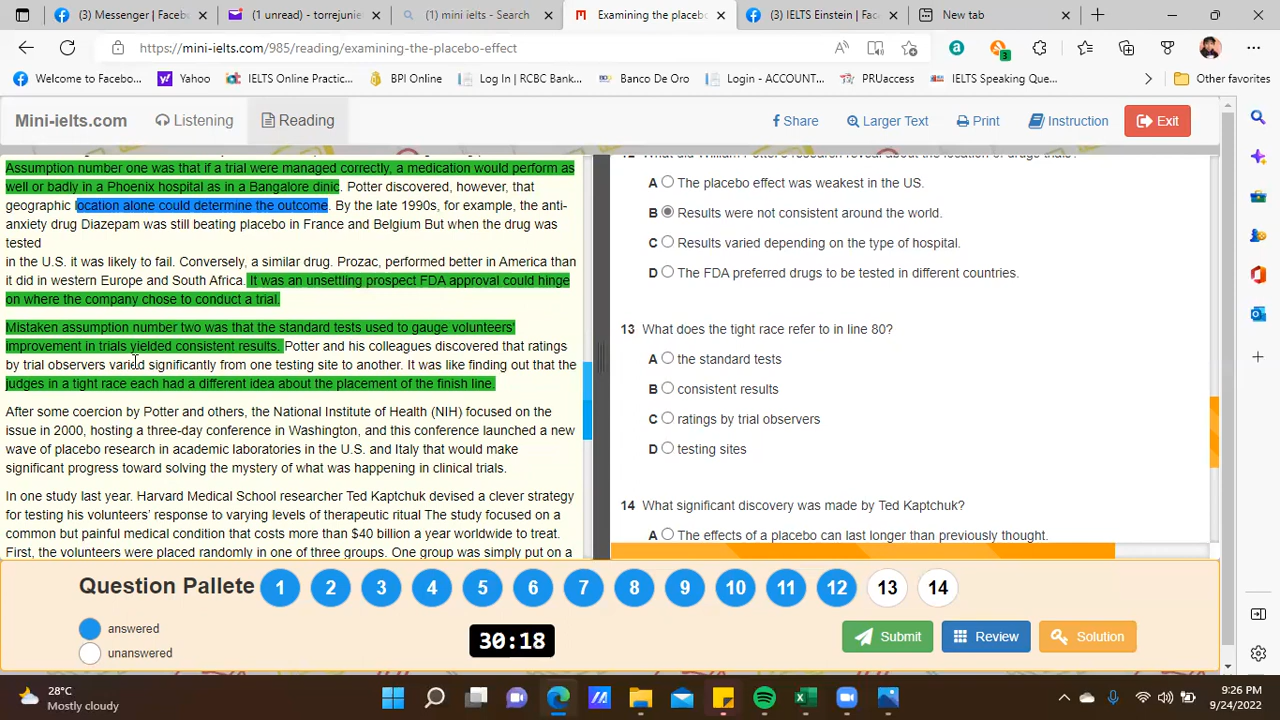 (3) Messenger | Faceb
(1 unread) - torrejunie
(1) mini ielts - Search
Examining the placebo
(3) IELTS Einstein | Fac
New tab
https://mini-ielts.com/985/reading/examining-the-placebo-effect
Welcome to Facebo...
Yahoo
IELTS Online Practic...
BPI Online
Log In | RCBC Bank...
Banco De Oro
Login - ACCOUNT...
PRUaccess
IELTS Speaking Que...
Other favorites
Mini-ielts.com
Listening
Reading
Share
Larger Text
Print
Instruction
Exit
Assumption number one was that if a trial were managed correctly, a medication would perform as
well or badly in a Phoenix hospital as in a Bangalore dinic. Potter discovered, however, that
geographic location alone could determine the outcome. By the late 1990s, for example, the anti-
anxiety drug Diazepam was still beating placebo in France and Belgium But when the drug was
tested
in the U.S. it was likely to fail. Conversely, a similar drug. Prozac, performed better in America than
it did in western Europe and South Africa. It was an unsettling prospect FDA approval could hinge
on where the company chose to conduct a trial.
Mistaken assumption number two was that the standard tests used to gauge volunteers'
improvement in trials yielded consistent results. Potter and his colleagues discovered that ratings
by trial observers varied significantly from one testing site to another. It was like finding out that the
judges in a tight race each had a different idea about the placement of the finish line.
After some coercion by Potter and others, the National Institute of Health (NIH) focused on the
issue in 2000, hosting a three-day conference in Washington, and this conference launched a new
wave of placebo research in academic laboratories in the U.S. and Italy that would make
significant progress toward solving the mystery of what was happening in clinical trials.
In one study last year. Harvard Medical School researcher Ted Kaptchuk devised a clever strategy
for testing his volunteers' response to varying levels of therapeutic ritual The study focused on a
common but painful medical condition that costs more than $40 billion a year worldwide to treat.
First, the volunteers were placed randomly in one of three groups. One group was simply put on a
A The placebo effect was weakest in the US.
B Results were not consistent around the world.
C Results varied depending on the type of hospital.
D The FDA preferred drugs to be tested in different countries.
13 What does the tight race refer to in line 80?
A the standard tests
B consistent results
C ratings by trial observers
D testing sites
14 What significant discovery was made by Ted Kaptchuk?
A The effects of a placebo can last longer than previously thought.
Question Pallete
1 2 3 4 5 6 7 8 9 10 11 12 13 14
answered
unanswered
30:18
Submit
Review
Solution
28°C
Mostly cloudy
9:26 PM
9/24/2022